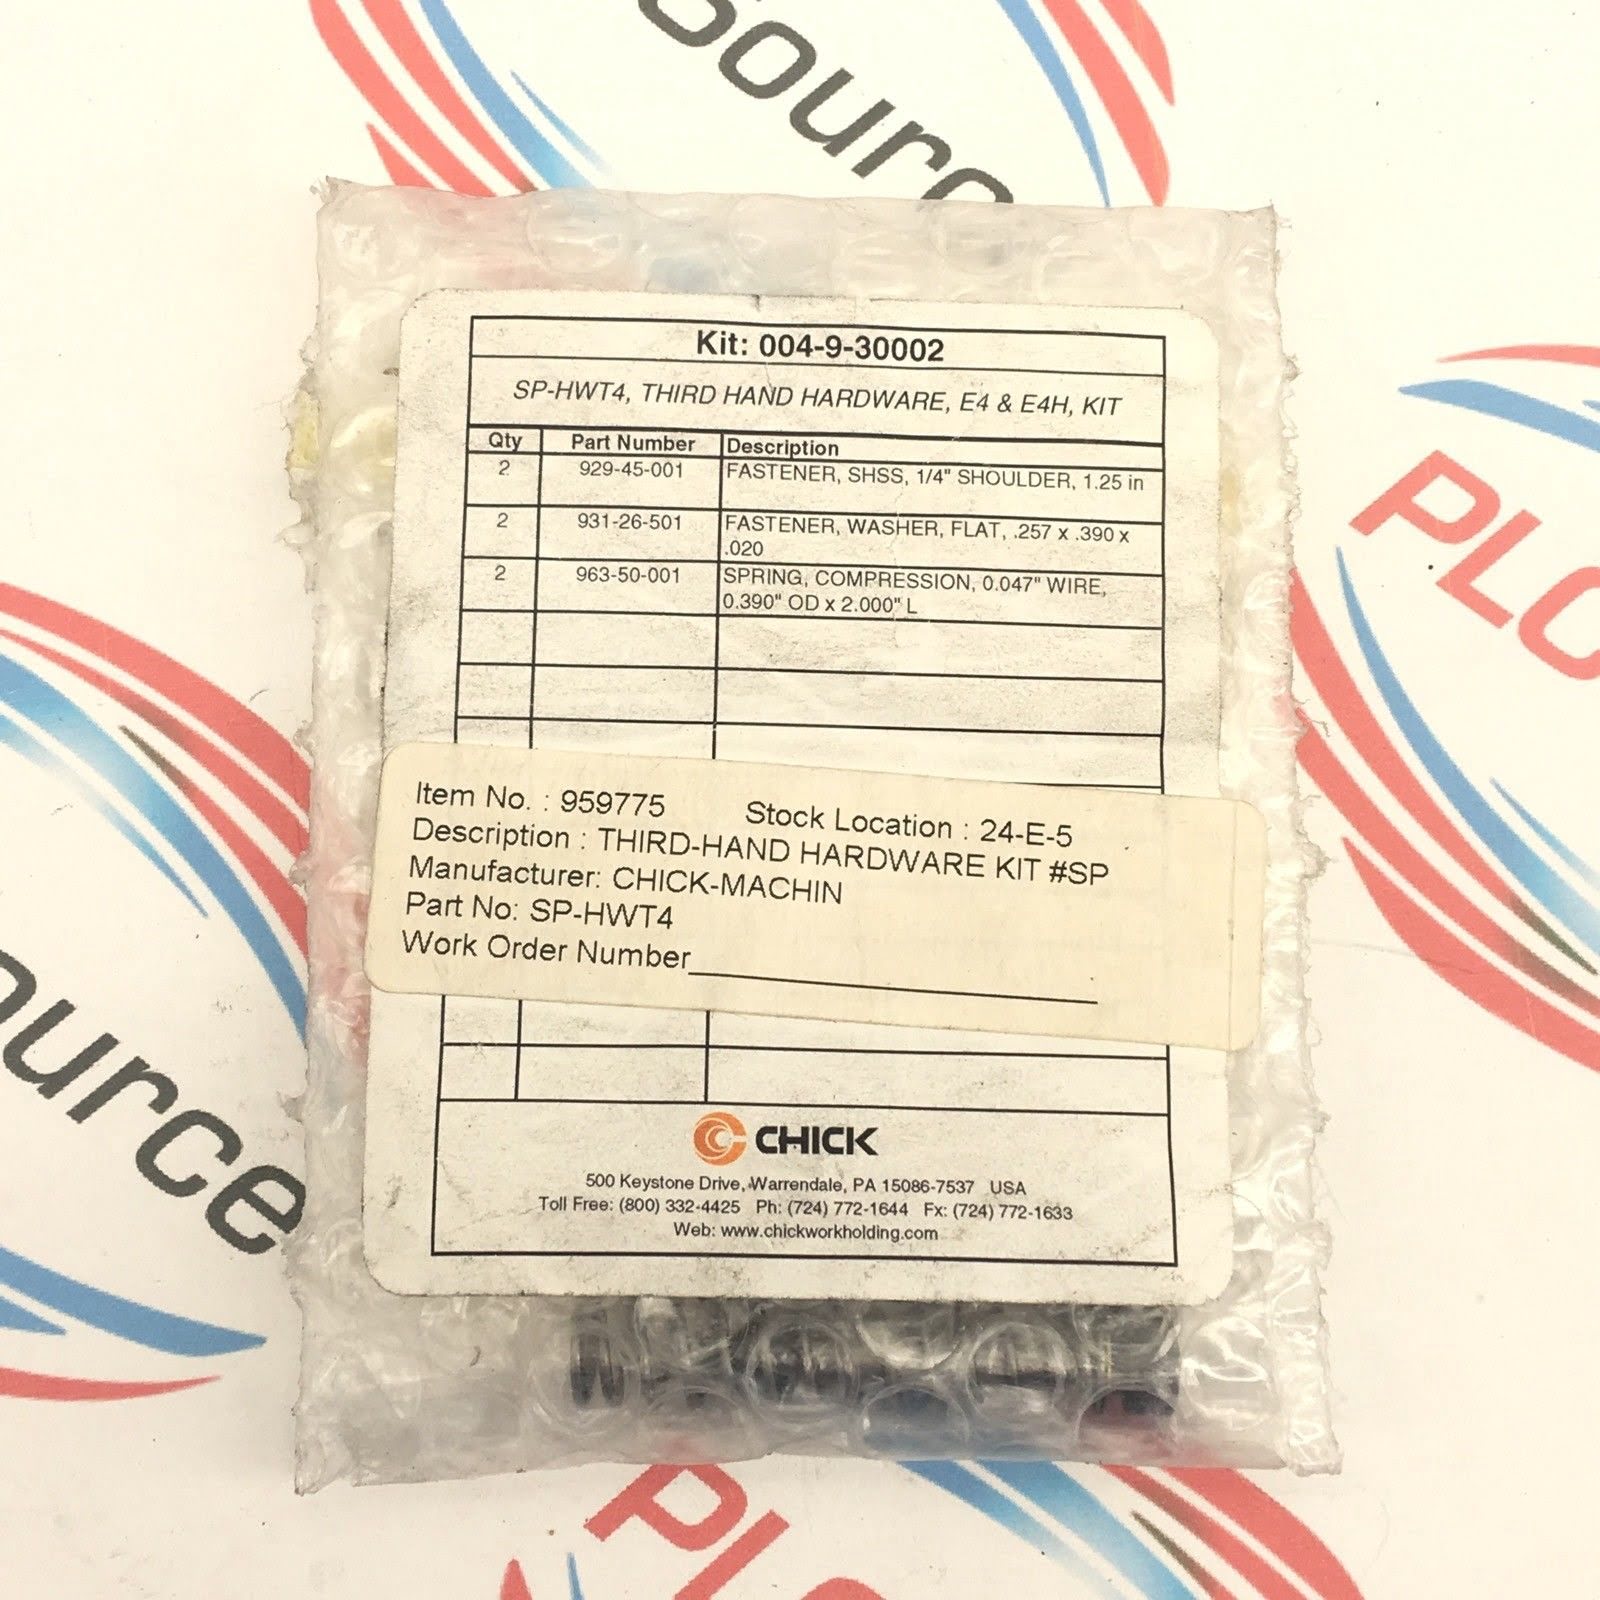 Source
Kit: 004-9-30002
SP-HWT4, THIRD HAND HARDWARE, E4 & E4H, KIT
Qty Part Number Description
2 929-45-001 FASTENER, SHSS, 1/4" SHOULDER, 1.25 in
2 931-26-501 FASTENER, WASHER, FLAT, .257 x .390 x
.020
2 963-50-001 SPRING, COMPRESSION, 0.047" WIRE,
0.390" OD x 2.000" L
PLC
Item No. : 959775 Stock Location : 24-E-5
Description : THIRD-HAND HARDWARE KIT #SP
Manufacturer: CHICK-MACHIN
Part No: SP-HWT4
Work Order Number
ource
CHICK
500 Keystone Drive, Warrendale, PA 15086-7537 USA
Toll Free: (800) 332-4425 Ph: (724) 772-1644 Fx: (724) 772-1633
Web: www.chickworkholding.com
PLC